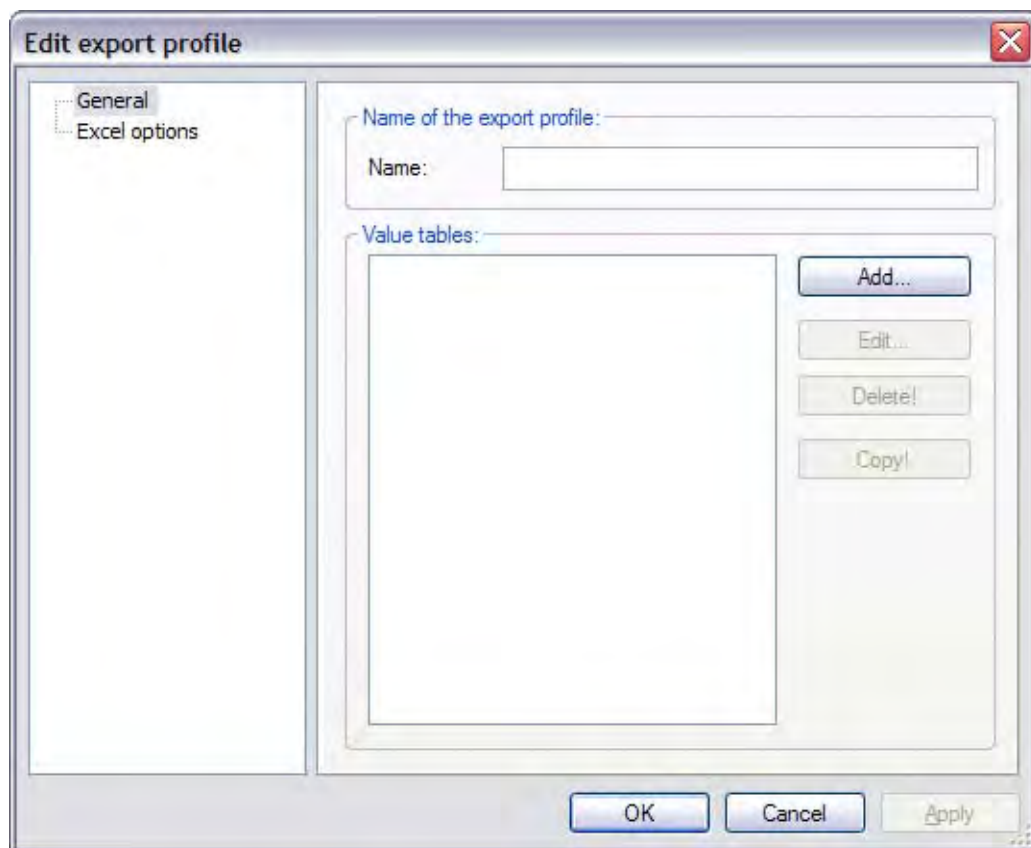 Edit export profile
General
Excel options
Name of the export profile:
Name:
Value tables:
Add...
Edit...
Delete!
Copy!
OK
Cancel
Apply